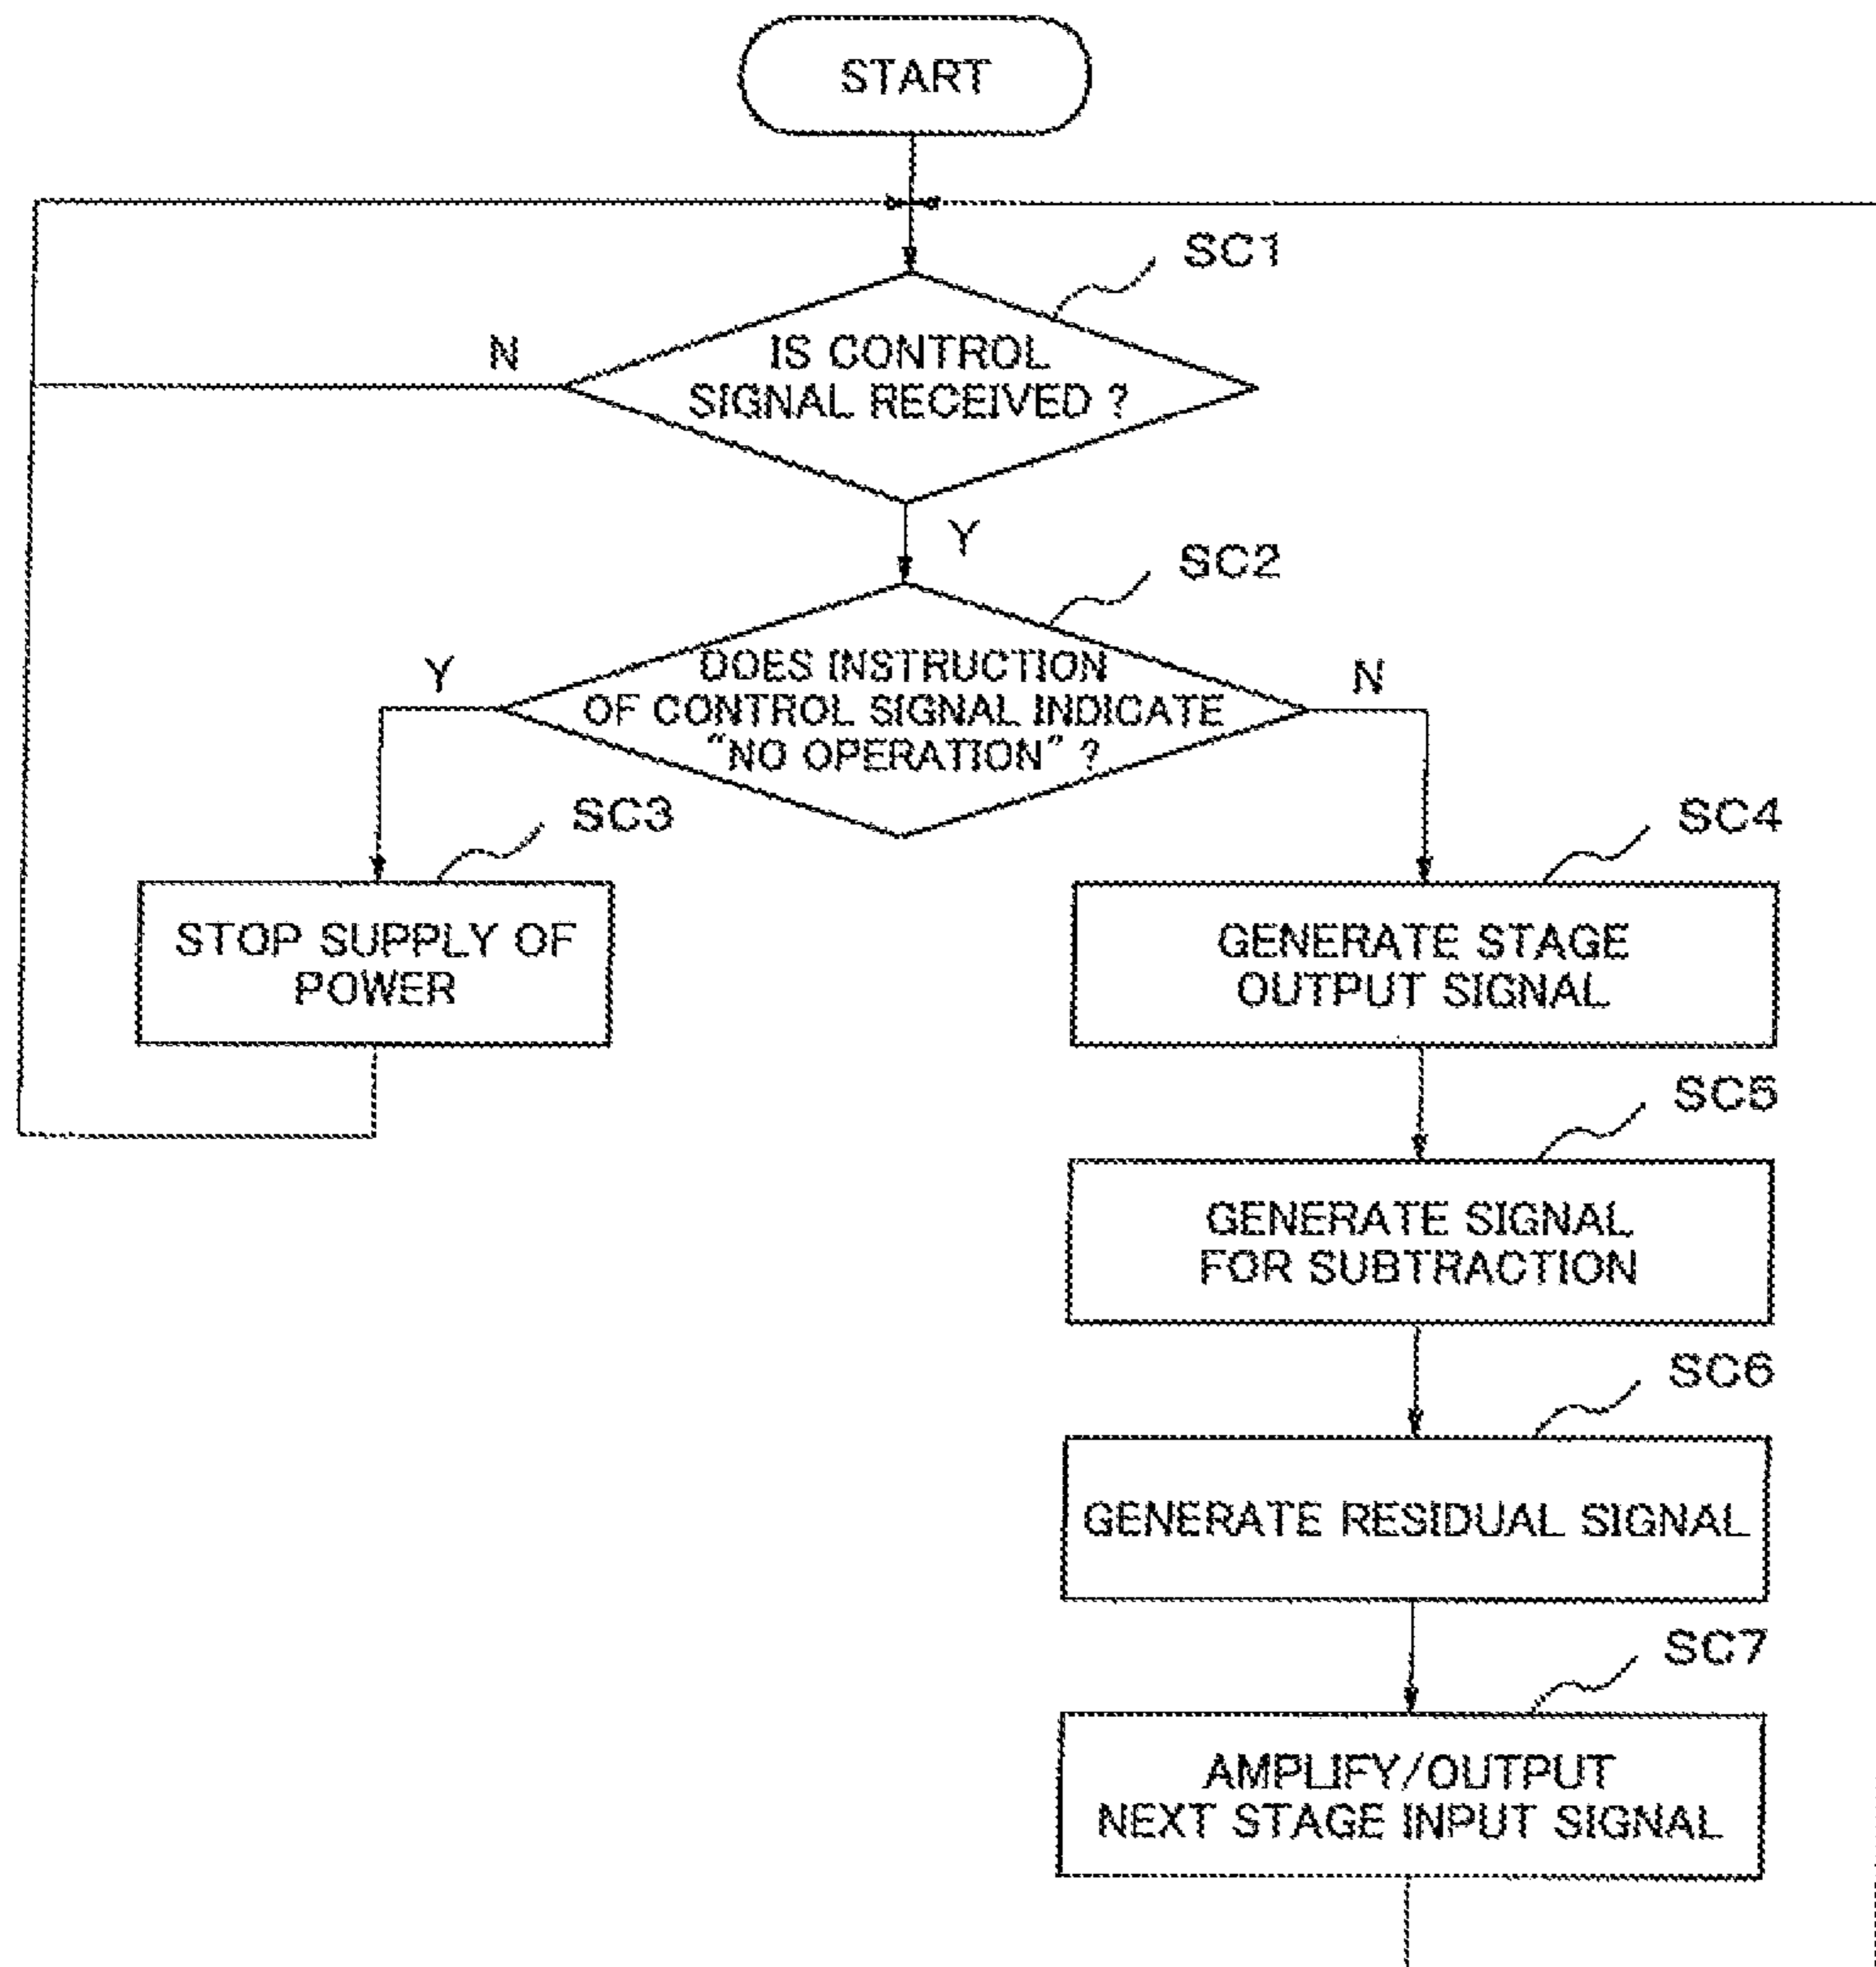 START
SC1
N
IS CONTROL
SIGNAL RECEIVED ?
Y
SC2
Y
DOES INSTRUCTION
OF CONTROL SIGNAL INDICATE
“NO OPERATION” ?
N
SC3
STOP SUPPLY OF
POWER
SC4
GENERATE STAGE
OUTPUT SIGNAL
SC5
GENERATE SIGNAL
FOR SUBTRACTION
SC6
GENERATE RESIDUAL SIGNAL
SC7
AMPLIFY/OUTPUT
NEXT STAGE INPUT SIGNAL